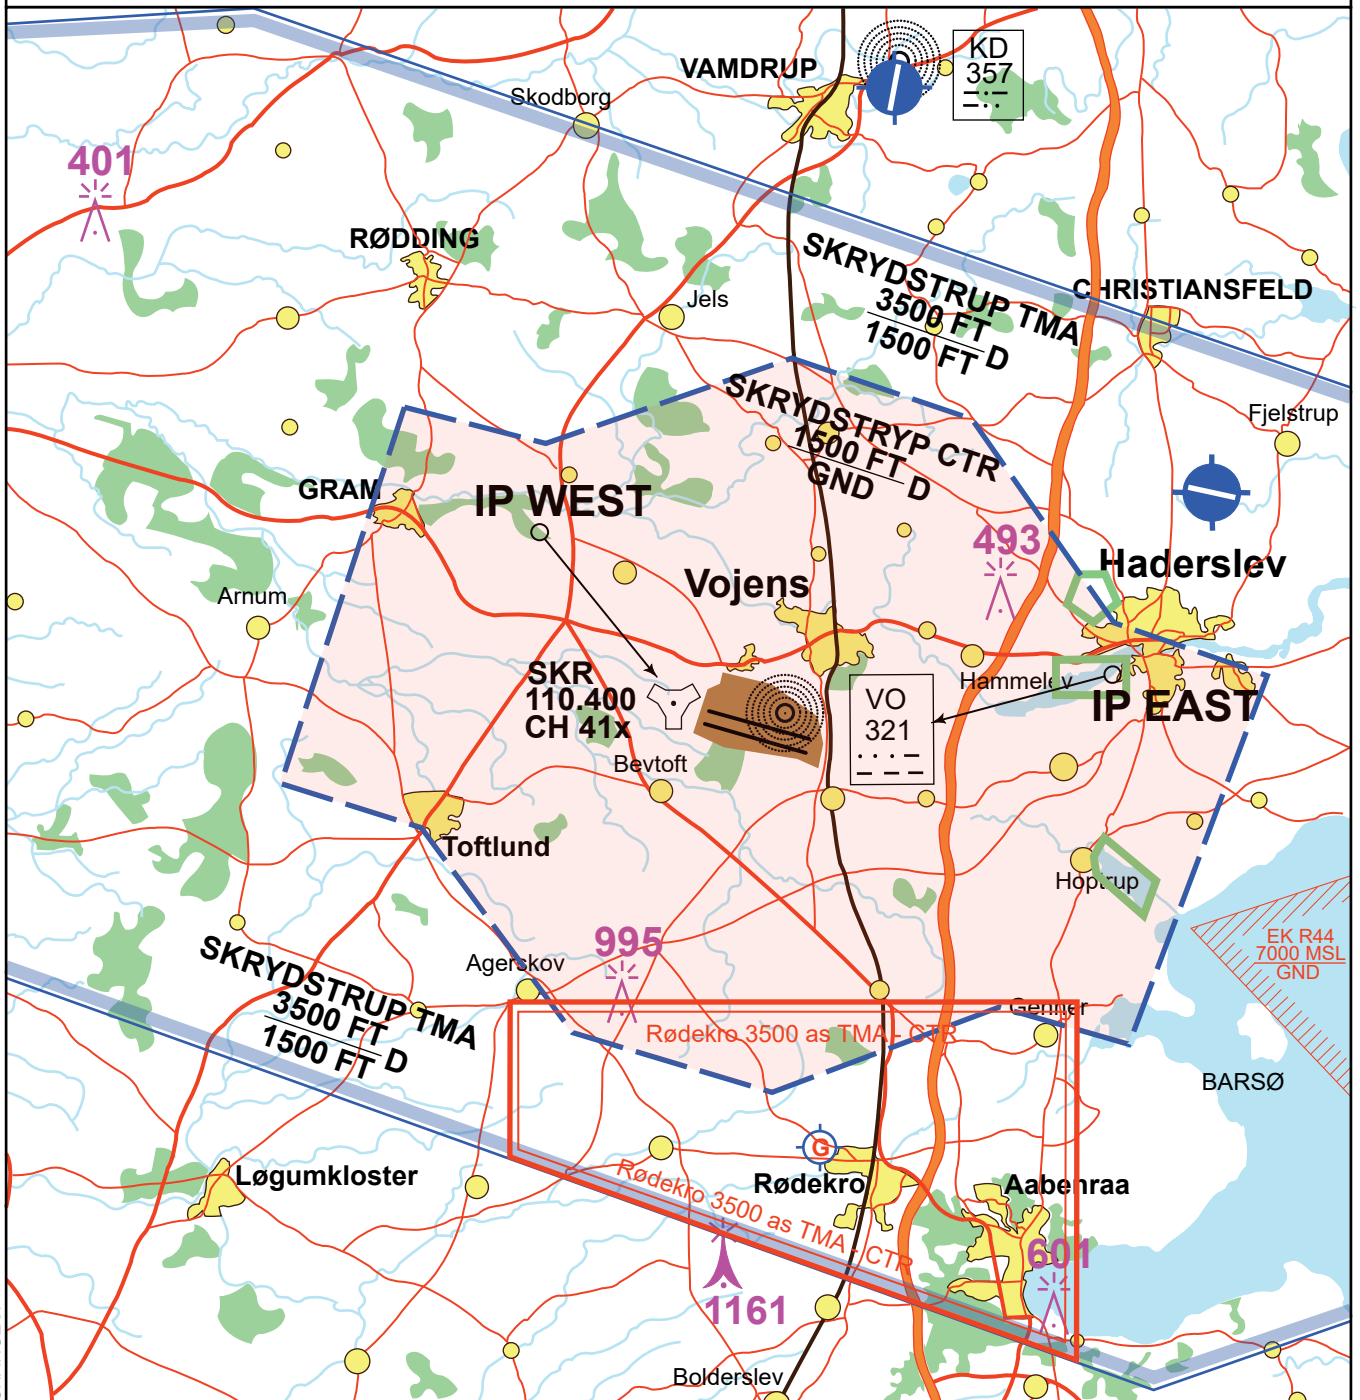 KD
357
VAMDRUP
Skodborg
401
RØDDING
SKRYDSTRUP TMA
3500 FT
1500 FT
D
CHRISTIANSFELD
Jels
SKRYDSTRYP CTR
1500 FT
GND
D
Fjelstrup
GRAM
IP WEST
493
Haderslev
Vojens
Arnum
SKR
110.400
CH 41x
VO
321
Hammelev
IP EAST
Bevtoft
Toftlund
Hoptrup
995
Agerskov
SKRYDSTRUP TMA
3500 FT
1500 FT
D
EK R44
7000 MSL
GND
Genner
Rødekro 3500 as TMA - CTR
BARSØ
G
Rødekro
Løgumkloster
Rødekro 3500 as TMA - CTR
Aabenraa
601
1161
Bolderslev